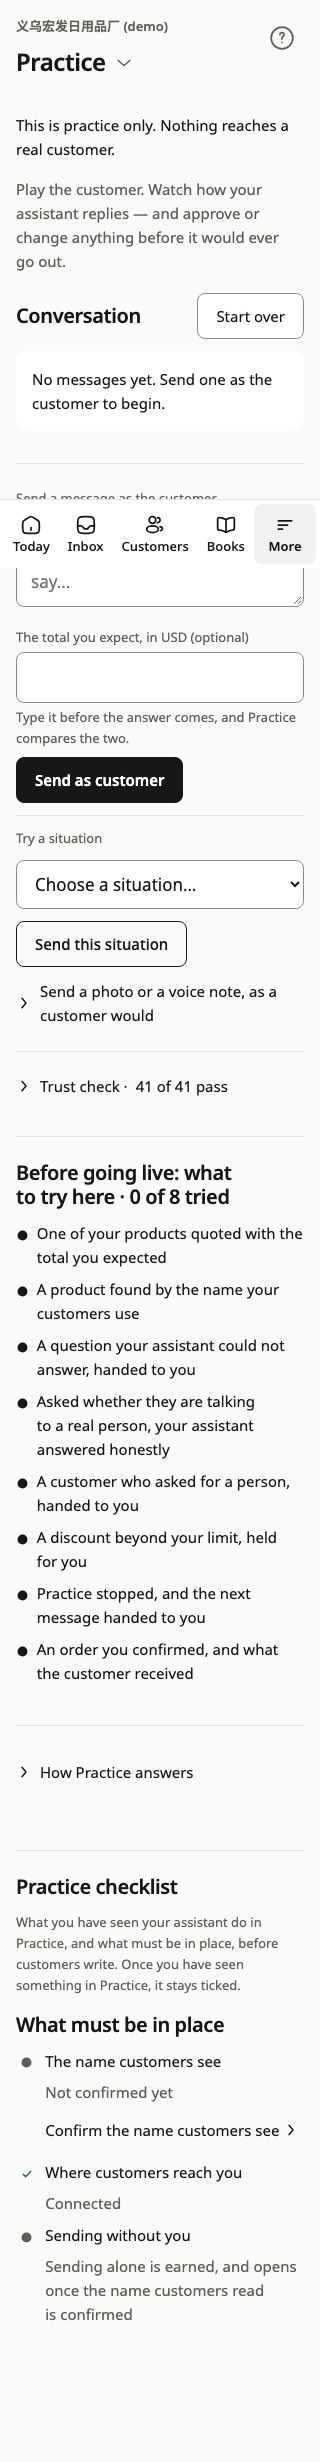 义乌宏发日用品厂 (demo)
Practice
This is practice only. Nothing reaches a
real customer.
Play the customer. Watch how your
assistant replies — and approve or
change anything before it would ever
go out.
Conversation
Start over
No messages yet. Send one as the
customer to begin.
Send a message as the customer
Today
Inbox
Customers
Books
More
say...
The total you expect, in USD (optional)
Type it before the answer comes, and Practice
compares the two.
Send as customer
Try a situation
Choose a situation...
Send this situation
Send a photo or a voice note, as a
customer would
Trust check · 41 of 41 pass
Before going live: what
to try here · 0 of 8 tried
One of your products quoted with the
total you expected
A product found by the name your
customers use
A question your assistant could not
answer, handed to you
Asked whether they are talking
to a real person, your assistant
answered honestly
A customer who asked for a person,
handed to you
A discount beyond your limit, held
for you
Practice stopped, and the next
message handed to you
An order you confirmed, and what
the customer received
How Practice answers
Practice checklist
What you have seen your assistant do in
Practice, and what must be in place, before
customers write. Once you have seen
something in Practice, it stays ticked.
What must be in place
The name customers see
Not confirmed yet
Confirm the name customers see
Where customers reach you
Connected
Sending without you
Sending alone is earned, and opens
once the name customers read
is confirmed